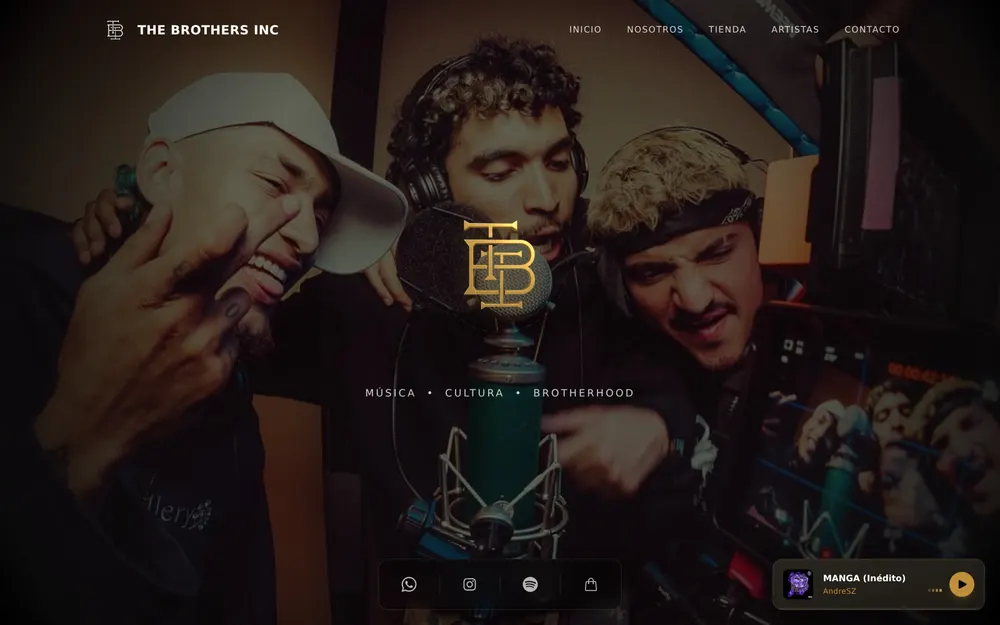 THE BROTHERS INC
INICIO NOSOTROS TIENDA ARTISTAS CONTACTO
MÚSICA • CULTURA • BROTHERHOOD
MANGA (Inédito)
AndreSZ